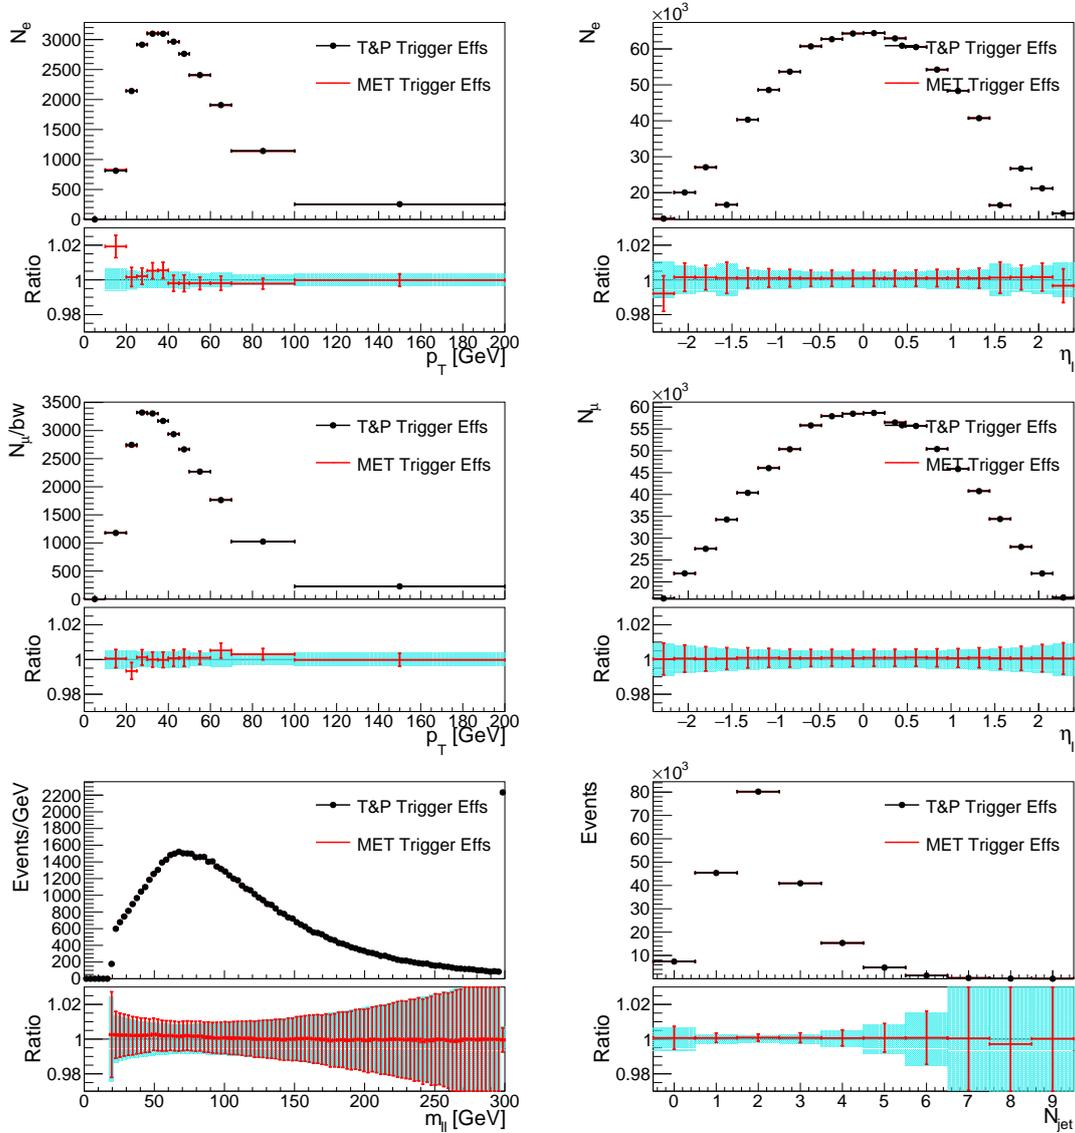 N_e
3000
2500
2000
1500
1000
500
0
T&P Trigger Effs
MET Trigger Effs
Ratio
1.02
1
0.98
0 20 40 60 80 100 120 140 160 180 200
p_T [GeV]
×10³
N_e
60
50
40
30
20
T&P Trigger Effs
MET Trigger Effs
Ratio
1.02
1
0.98
−2 −1.5 −1 −0.5 0 0.5 1 1.5 2
η_l
N_μ/bw
3500
3000
2500
2000
1500
1000
500
0
T&P Trigger Effs
MET Trigger Effs
Ratio
1.02
1
0.98
0 20 40 60 80 100 120 140 160 180 200
p_T [GeV]
×10³
N_μ
60
55
50
45
40
35
30
25
20
T&P Trigger Effs
MET Trigger Effs
Ratio
1.02
1
0.98
−2 −1.5 −1 −0.5 0 0.5 1 1.5 2
η_l
Events/GeV
2200
2000
1800
1600
1400
1200
1000
800
600
400
200
0
T&P Trigger Effs
MET Trigger Effs
Ratio
1.02
1
0.98
0 50 100 150 200 250 300
m_ll [GeV]
×10³
Events
80
70
60
50
40
30
20
10
T&P Trigger Effs
MET Trigger Effs
Ratio
1.02
1
0.98
0 1 2 3 4 5 6 7 8 9
N_jet